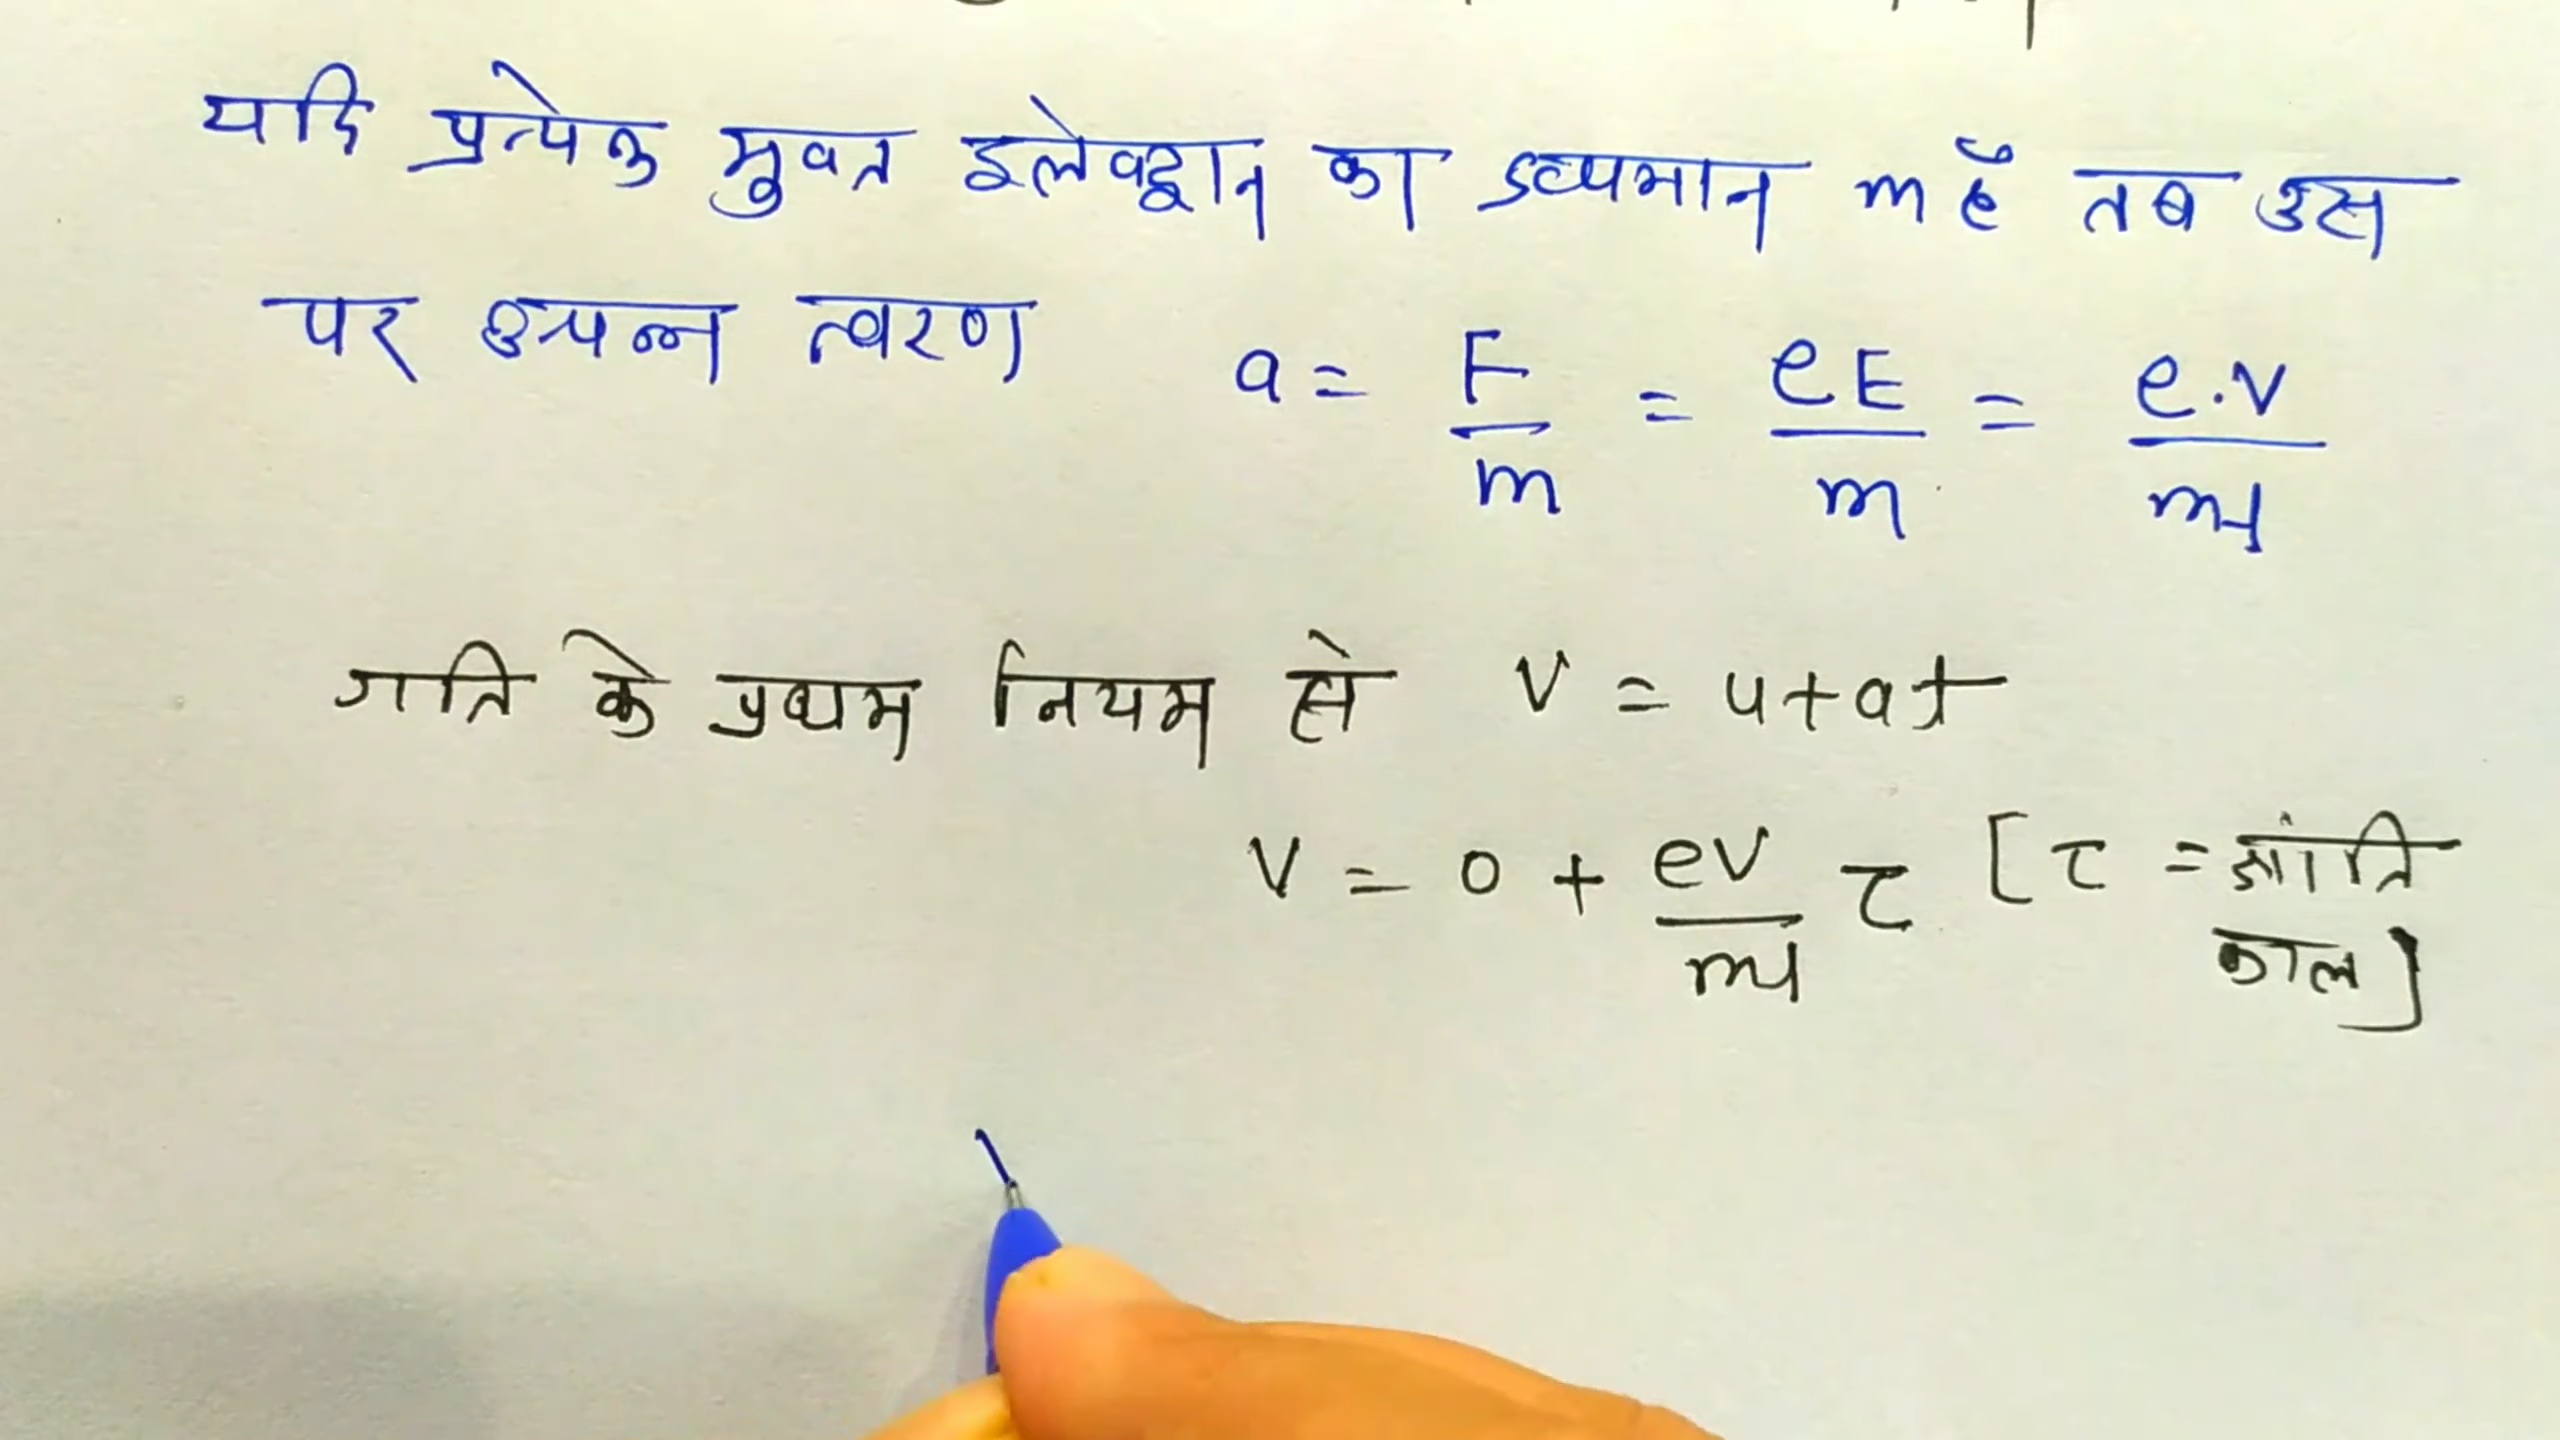 यदि प्रत्येक मुक्त इलेक्ट्रान का द्रव्यमान m है तब उस
पर उत्पन्न त्वरण a = F/m = eE/m = e.V/ml
गति के प्रथम नियम से V = u+at
V = 0 + eV/ml τ [τ = श्रांति
काल]